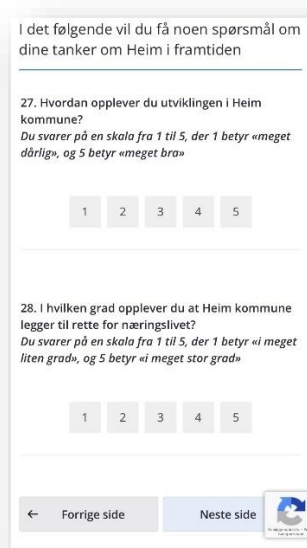 I det følgende vil du få noen spørsmål om
dine tanker om Heim i framtiden
27. Hvordan opplever du utviklingen i Heim
kommune?
Du svarer på en skala fra 1 til 5, der 1 betyr «meget
dårlig», og 5 betyr «meget bra»
1 2 3 4 5
28. I hvilken grad opplever du at Heim kommune
legger til rette for næringslivet?
Du svarer på en skala fra 1 til 5, der 1 betyr «i meget
liten grad», og 5 betyr «i meget stor grad»
1 2 3 4 5
← Forrige side
Neste side